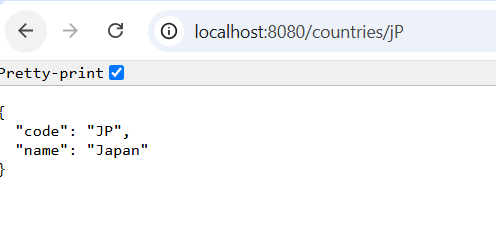 localhost:8080/countries/jP
Pretty-print
{
"code": "JP",
"name": "Japan"
}